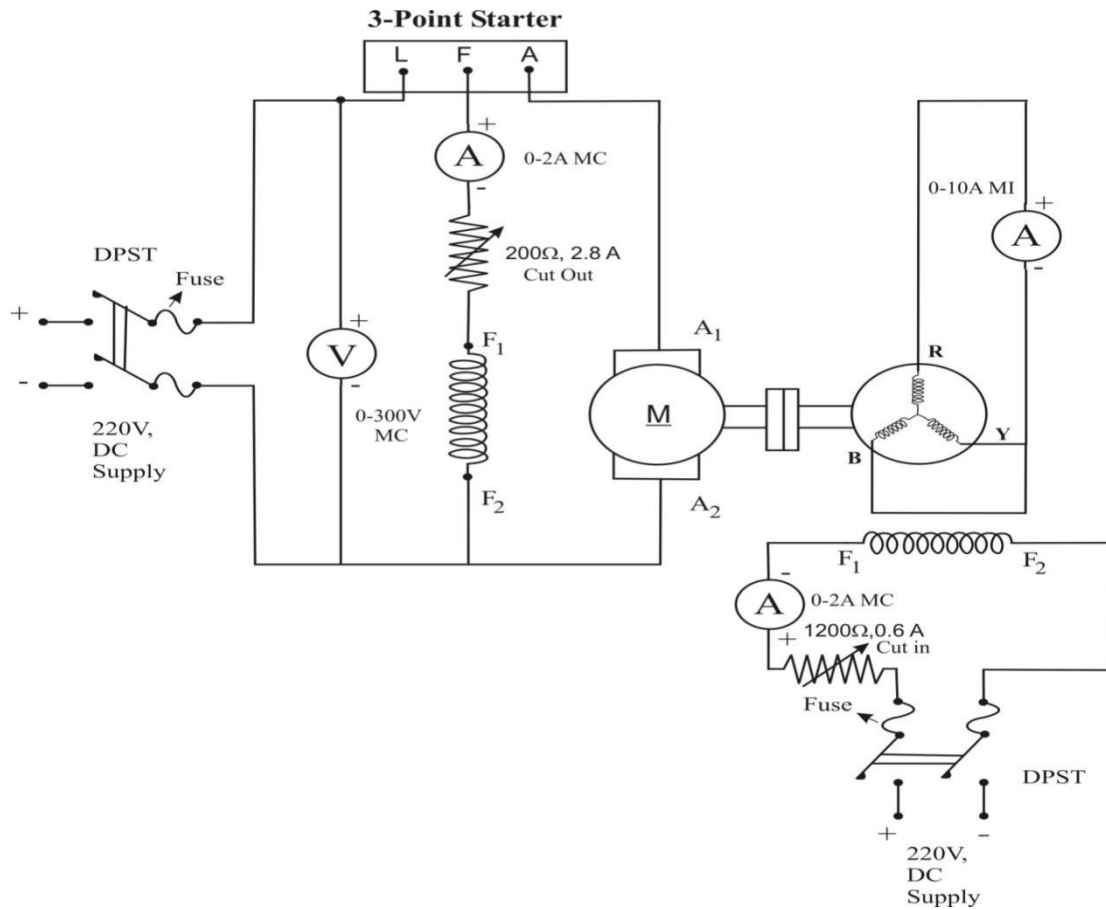 3-Point Starter
L F A
+
A
0-2A MC
-
0-10A MI
+
A
-
DPST
Fuse
200Ω, 2.8 A
Cut Out
+
-
+
V
-
0-300V
MC
F1
F2
A1
M
A2
R
Y
B
220V,
DC
Supply
F1
F2
-
A
0-2A MC
+
1200Ω,0.6 A
Cut in
Fuse
DPST
+
-
220V,
DC
Supply